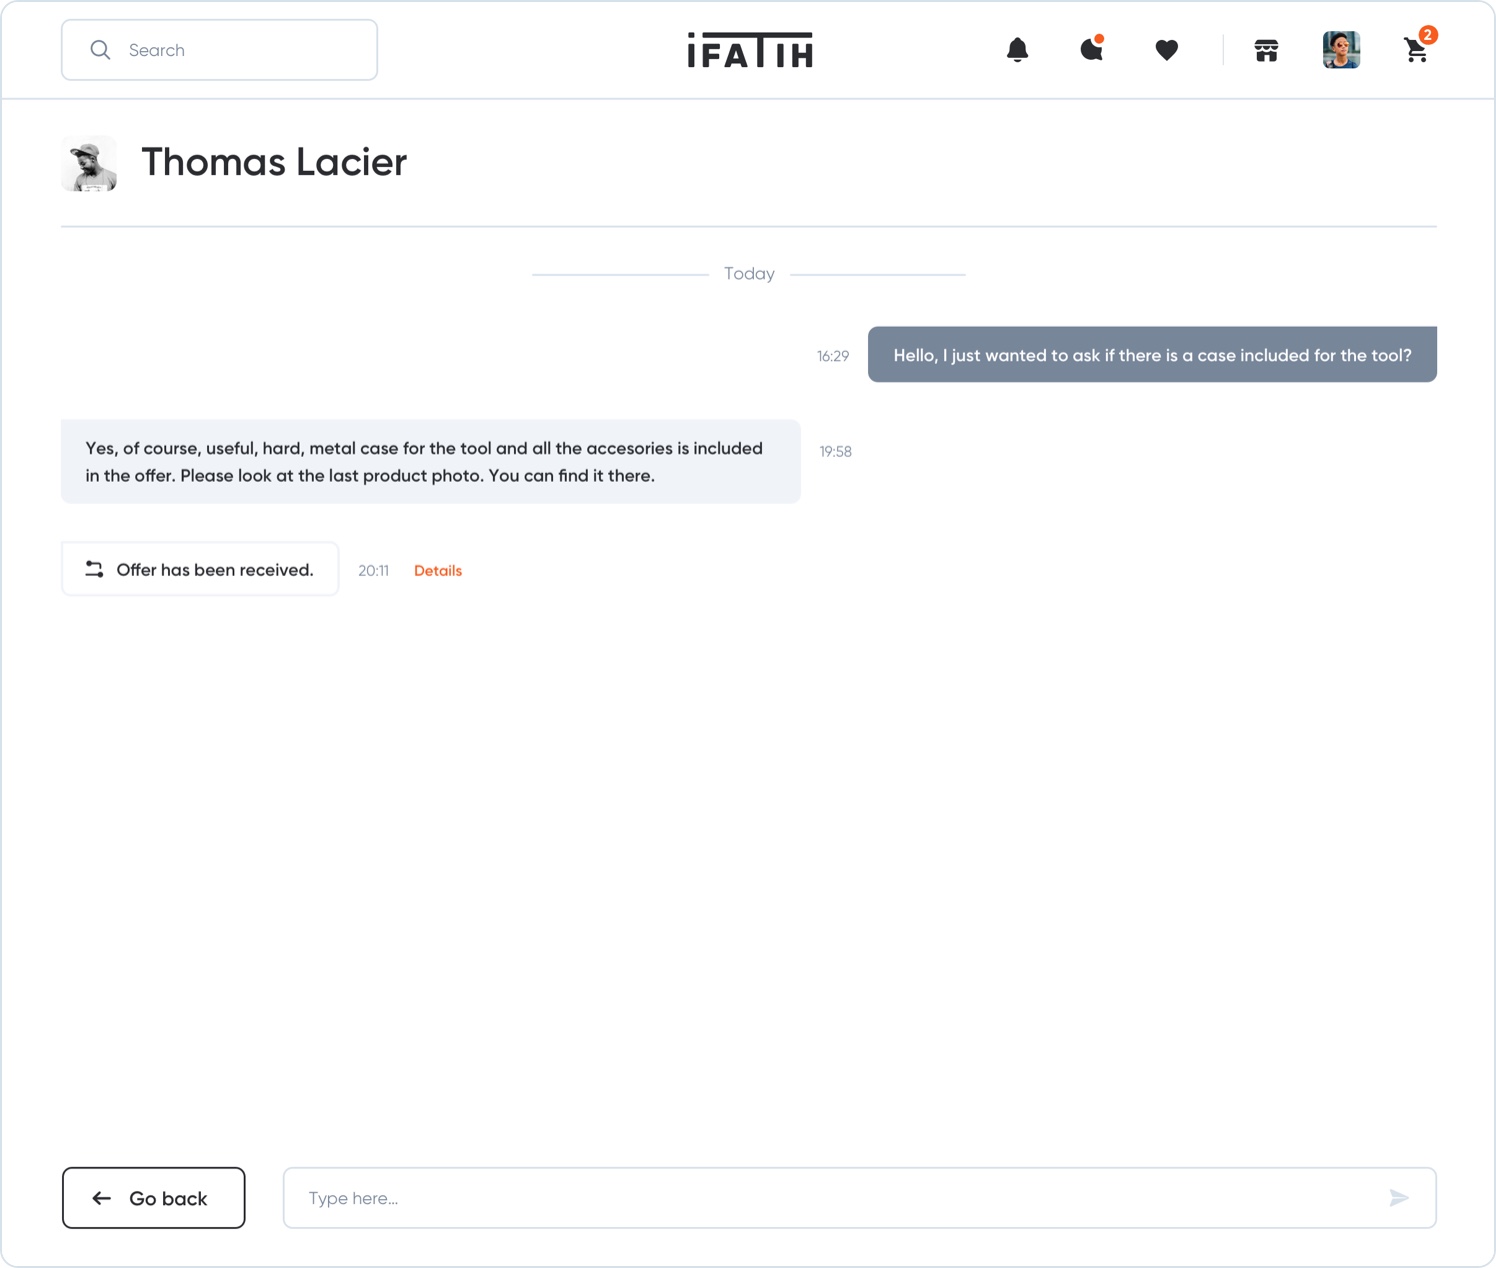 Search
iFATIH
2
Thomas Lacier
Today
16:29
Hello, I just wanted to ask if there is a case included for the tool?
Yes, of course, useful, hard, metal case for the tool and all the accesories is included
in the offer. Please look at the last product photo. You can find it there.
19:58
Offer has been received.
20:11
Details
Go back
Type here...